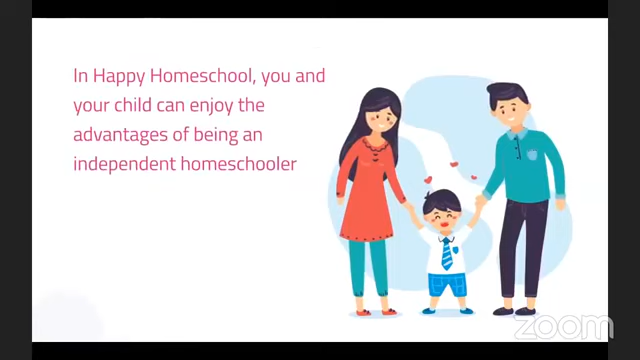 In Happy Homeschool, you and
your child can enjoy the
advantages of being an
independent homeschooler
zoom